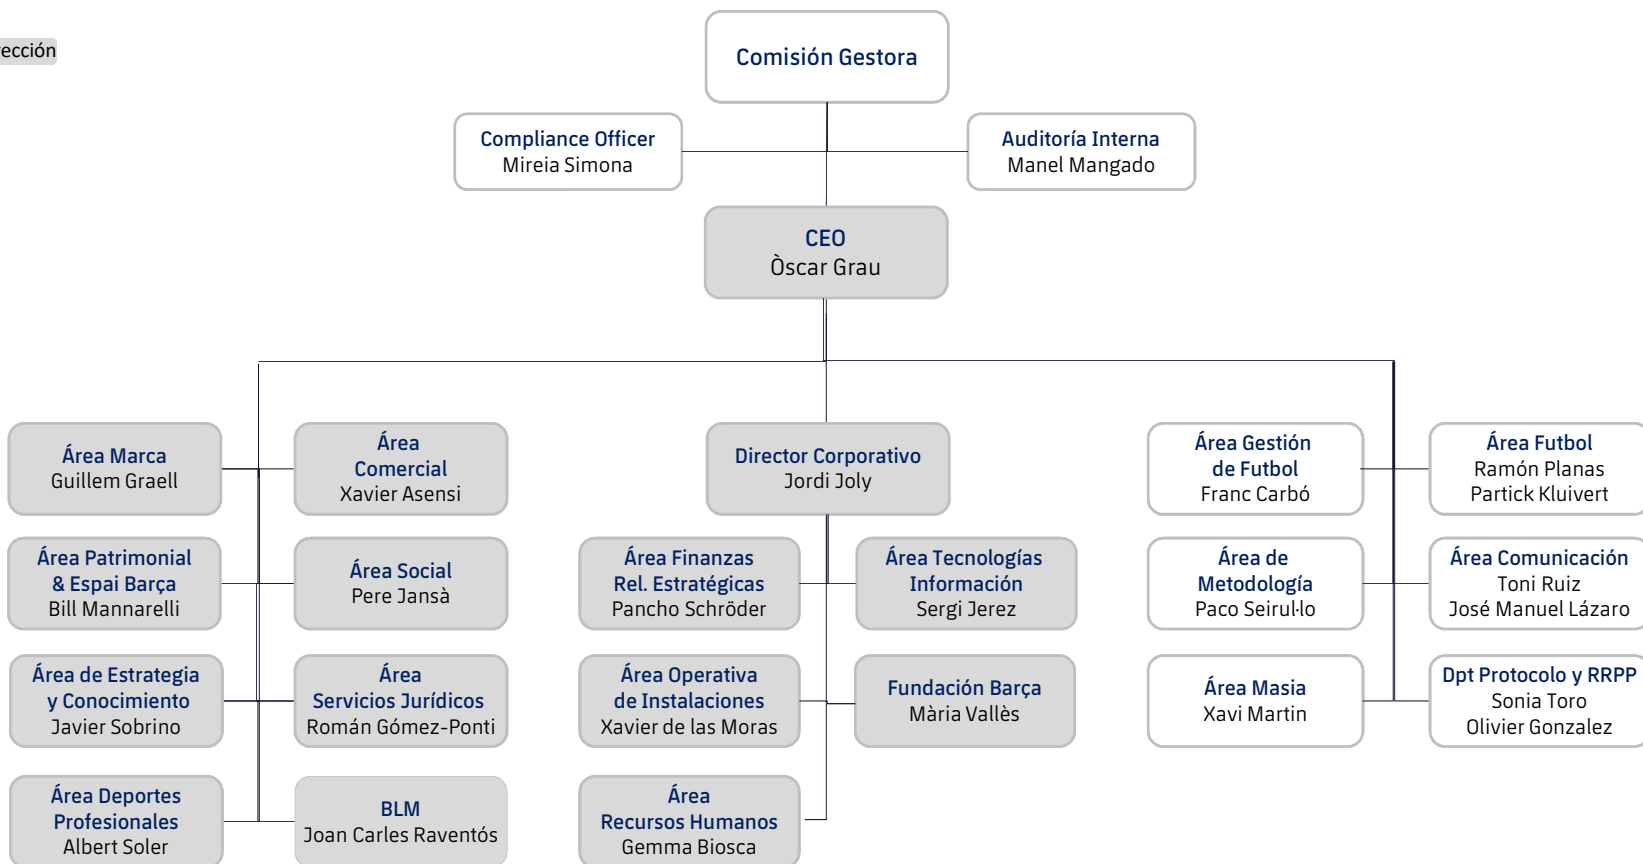 Comisión Gestora
rección
Compliance Officer
Mireia Simona
Auditoría Interna
Manel Mangado
CEO
Òscar Grau
Área Marca
Guillem Graell
Área
Comercial
Xavier Asensi
Director Corporativo
Jordi Joly
Área Gestión
de Futbol
Franc Carbó
Área Futbol
Ramón Planas
Partick Kluivert
Área Patrimonial
& Espai Barça
Bill Mannarelli
Área Social
Pere Jansà
Área Finanzas
Rel. Estratégicas
Pancho Schröder
Área Tecnologías
Información
Sergi Jerez
Área de
Metodología
Paco Seirul·lo
Área Comunicación
Toni Ruiz
José Manuel Lázaro
Área de Estrategia
y Conocimiento
Javier Sobrino
Área
Servicios Jurídicos
Román Gómez-Ponti
Área Operativa
de Instalaciones
Xavier de las Moras
Fundación Barça
Mària Vallès
Área Masia
Xavi Martin
Dpt Protocolo y RRPP
Sonia Toro
Olivier Gonzalez
Área Deportes
Profesionales
Albert Soler
BLM
Joan Carles Raventós
Área
Recursos Humanos
Gemma Biosca